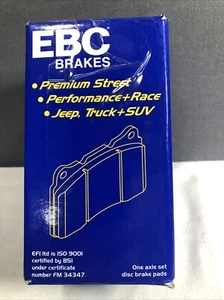 EBC
BRAKES
• Premium Street
• Performance+Race
• Jeep, Truck+SUV
EFI ltd is ISO 9001
certified by BSI
under certificate
number FM 34347.
One axle set
disc brake pads